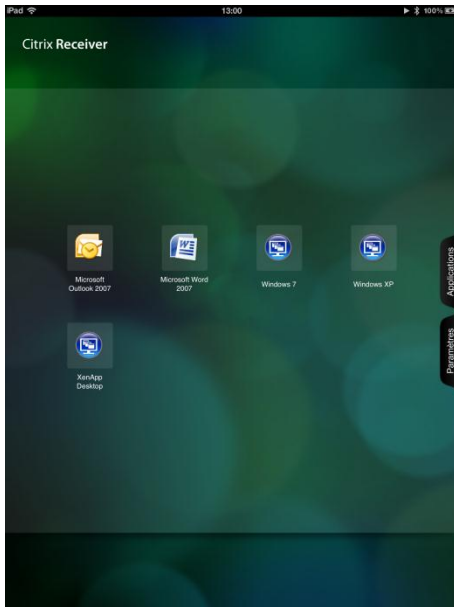 iPad 13:00 100%
Citrix Receiver
Microsoft Outlook 2007
Microsoft Word 2007
Windows 7
Windows XP
Applications
XenApp Desktop
Paramètres